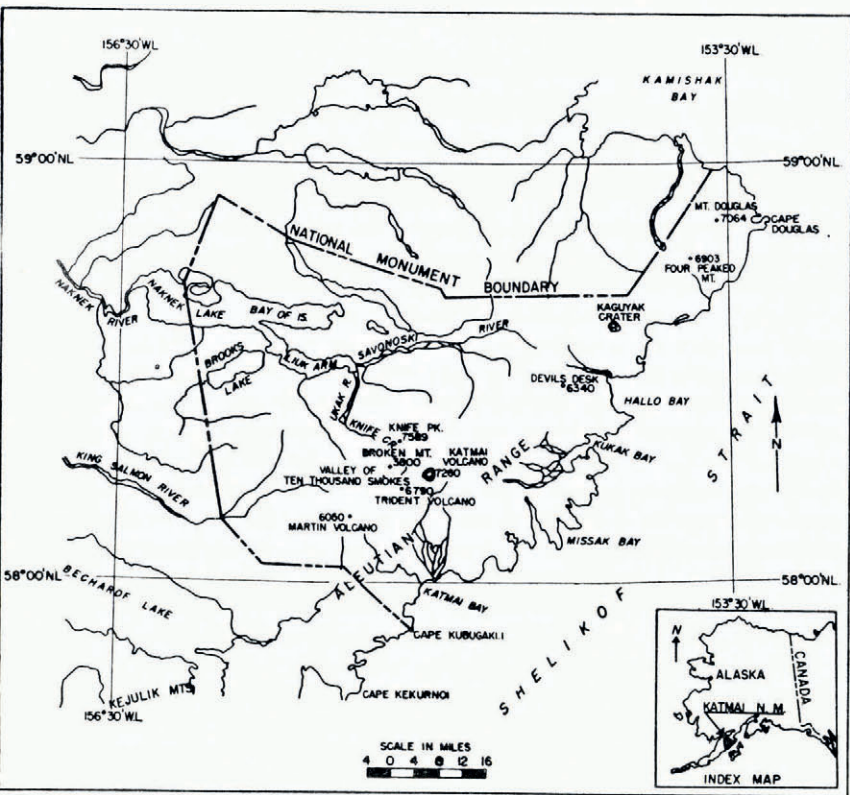 156°30'WL
153°30'WL
KAMISHAK
BAY
59°00'NL
59°00'NL
MT. DOUGLAS
7064
CAPE
DOUGLAS
NATIONAL MONUMENT BOUNDARY
6903
FOUR PEAKED
MT.
NAKNEK
RIVER
NAKNEK
LAKE
BAY OF IS.
KAGUYAK
CRATER
SAVONOSKI
RIVER
ILIUK ARM
BROOKS
LAKE
UKAK R.
DEVILS DESK
6340
HALLO BAY
KNIFE CR.
KNIFE PK.
7589
BROKEN MT.
3800
KATMAI
VOLCANO
7260
KUKAK BAY
STRAIT
N
KING SALMON RIVER
VALLEY OF
TEN THOUSAND SMOKES
6790
TRIDENT VOLCANO
RANGE
6060
MARTIN VOLCANO
MISSAK BAY
ALEUTIAN
58°00'NL
58°00'NL
BECHAROF LAKE
KATMAI BAY
CAPE KUBUGAKLI
SHELIKOF
153°30'WL
N
ALASKA
CANADA
KATMAI N.M.
INDEX MAP
KEJULIK MTS.
156°30'WL
CAPE KEKURNOI
SCALE IN MILES
4 0 4 8 12 16